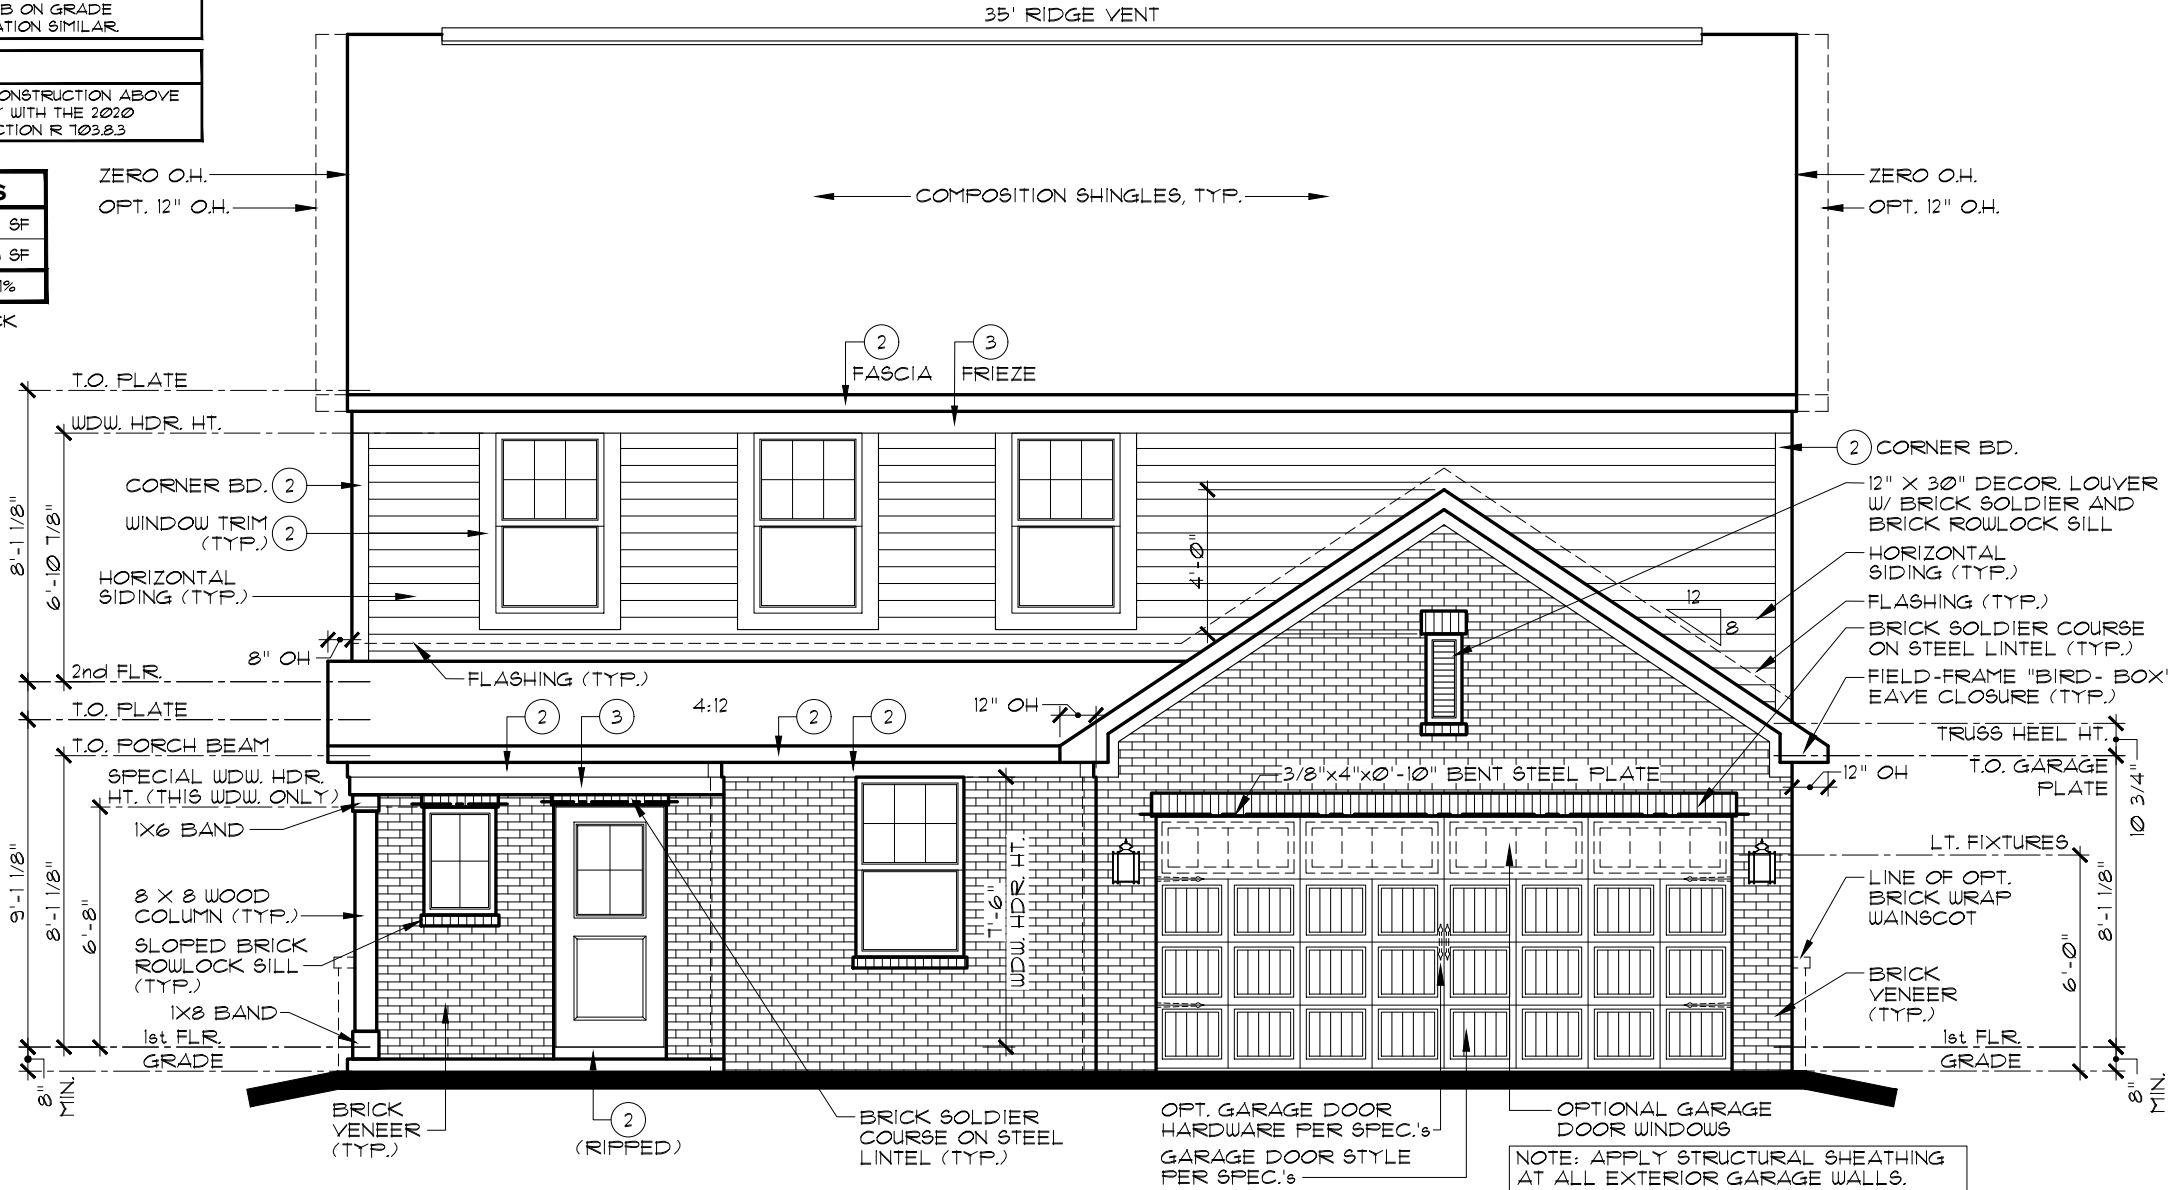 B ON GRADE
ATION SIMILAR.
ONSTRUCTION ABOVE
WITH THE 2020
CTION R 703.8.3
S
SF
SF
%
CK
35' RIDGE VENT
ZERO O.H.
OPT. 12" O.H.
COMPOSITION SHINGLES, TYP.
ZERO O.H.
OPT. 12" O.H.
2
FASCIA
3
FRIEZE
T.O. PLATE
WDW. HDR. HT.
CORNER BD. 2
WINDOW TRIM
(TYP.) 2
HORIZONTAL
SIDING (TYP.)
8'-1 1/8"
6'-10 7/8"
8" OH
2nd FLR.
FLASHING (TYP.)
4'-0"
12
8
2 CORNER BD.
12" X 30" DECOR. LOUVER
W/ BRICK SOLDIER AND
BRICK ROWLOCK SILL
HORIZONTAL
SIDING (TYP.)
FLASHING (TYP.)
BRICK SOLDIER COURSE
ON STEEL LINTEL (TYP.)
FIELD-FRAME "BIRD- BOX"
EAVE CLOSURE (TYP.)
T.O. PLATE
T.O. PORCH BEAM
SPECIAL WDW. HDR.
HT. (THIS WDW. ONLY)
1X6 BAND
8 X 8 WOOD
COLUMN (TYP.)
SLOPED BRICK
ROWLOCK SILL
(TYP.)
1X8 BAND
1st FLR.
GRADE
9'-1 1/8"
8'-1 1/8"
6'-8"
8"
MIN.
2
3
4:12
2
2
12" OH
7'-6"
WDW. HDR. HT.
3/8"x4"x0'-10" BENT STEEL PLATE
TRUSS HEEL HT.
12" OH
T.O. GARAGE
PLATE
10 3/4"
LT. FIXTURES
LINE OF OPT.
BRICK WRAP
WAINSCOT
BRICK
VENEER
(TYP.)
6'-0"
8'-1 1/8"
1st FLR.
GRADE
8"
MIN.
BRICK
VENEER
(TYP.)
2
(RIPPED)
BRICK SOLDIER
COURSE ON STEEL
LINTEL (TYP.)
OPT. GARAGE DOOR
HARDWARE PER SPEC.'s
GARAGE DOOR STYLE
PER SPEC.'s
OPTIONAL GARAGE
DOOR WINDOWS
NOTE: APPLY STRUCTURAL SHEATHING
AT ALL EXTERIOR GARAGE WALLS.